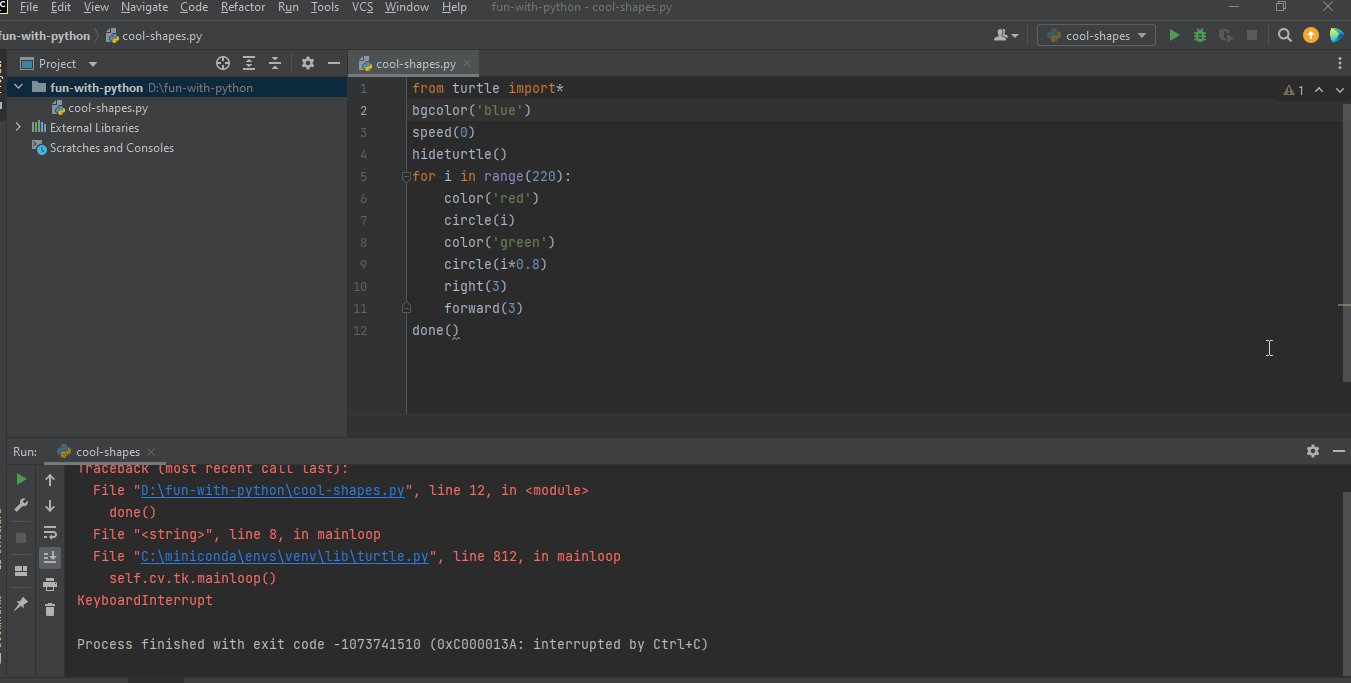 File Edit View Navigate Code Refactor Run Tools VCS Window Help fun-with-python - cool-shapes.py
fun-with-python cool-shapes.py
cool-shapes
Project
cool-shapes.py
fun-with-python D:\fun-with-python
cool-shapes.py
External Libraries
Scratches and Consoles
1 from turtle import*
2 bgcolor('blue')
3 speed(0)
4 hideturtle()
5 for i in range(220):
6 color('red')
7 circle(i)
8 color('green')
9 circle(i*0.8)
10 right(3)
11 forward(3)
12 done()
1
Run: cool-shapes
Traceback (most recent call last):
File "D:\fun-with-python\cool-shapes.py", line 12, in <module>
done()
File "<string>", line 8, in mainloop
File "C:\miniconda\envs\venv\lib\turtle.py", line 812, in mainloop
self.cv.tk.mainloop()
KeyboardInterrupt
Process finished with exit code -1073741510 (0xC000013A: interrupted by Ctrl+C)